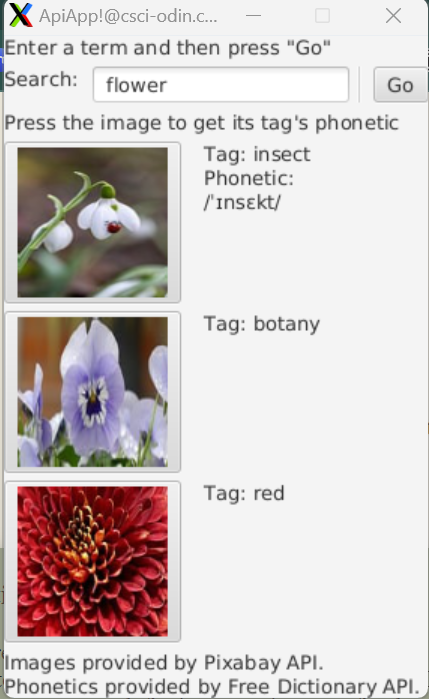 ApiApp!@csci-odin.c...
Enter a term and then press "Go"
Search: flower Go
Press the image to get its tag's phonetic
Tag: insect
Phonetic:
/ˈɪnsɛkt/
Tag: botany
Tag: red
Images provided by Pixabay API.
Phonetics provided by Free Dictionary API.